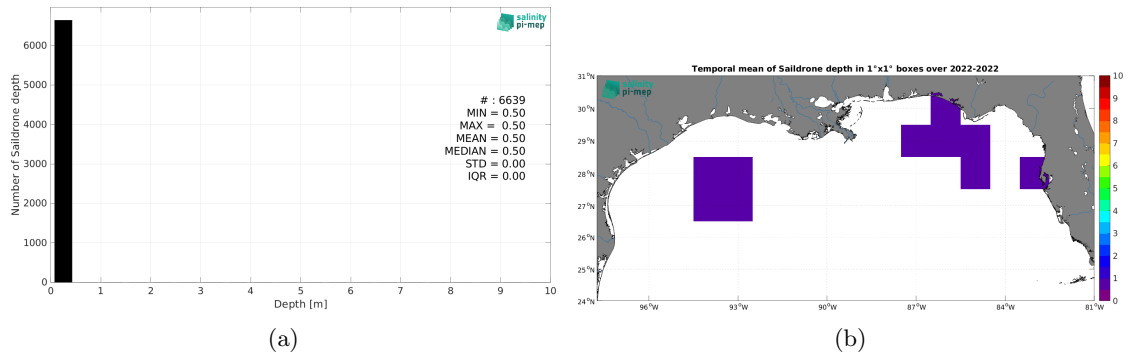 salinity
pi-mep
6000
5000
4000
3000
2000
1000
0
Number of Saildrone depth
# : 6639
MIN = 0.50
MAX = 0.50
MEAN = 0.50
MEDIAN = 0.50
STD = 0.00
IQR = 0.00
0 1 2 3 4 5 6 7 8 9 10
Depth [m]
(a)
Temporal mean of Saildrone depth in 1°x1° boxes over 2022-2022
salinity
pi-mep
31°N
30°N
29°N
28°N
27°N
26°N
25°N
24°N
96°W 93°W 90°W 87°W 84°W 81°W
10
9
8
7
6
5
4
3
2
1
0
(b)